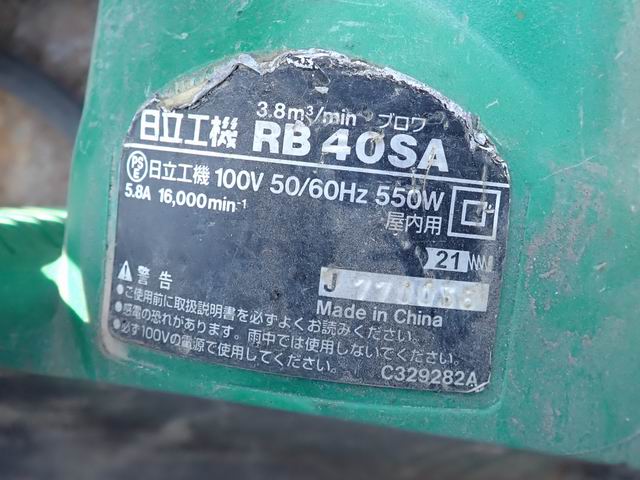 3.8m³/min ブロワ
日立工機 RB 40SA
PSE 日立工機 100V 50/60Hz 550W
5.8A 16,000min⁻¹
屋内用
21
警告
J
Made in China
●ご使用前に取扱説明書を必ずよくお読みください。
●感電の恐れがあります。雨中では使用しないでください。
●必ず100Vの電源で使用してください。
C329282A